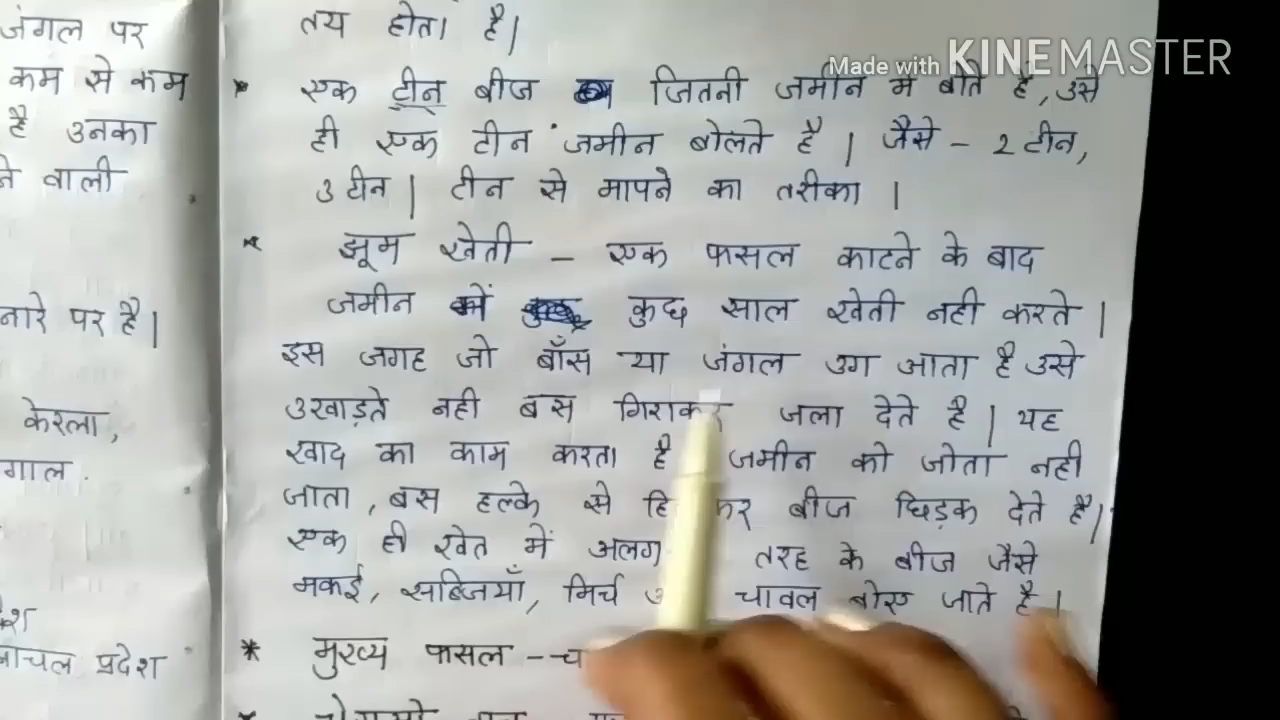 जंगल पर
कम से कम
है उनका
ने वाली
नारे पर है|
केरला,
गाल.
चल प्रदेश
तय होता है|
Made with KINEMASTER
* एक टीन बीज जितनी जमीन में बोते है, उसे
ही एक टीन जमीन बोलते है | जैसे - 2 टीन,
3 टीन | टीन से मापने का तरीका |
* झूम खेती - एक फसल काटने के बाद
जमीन में कुछ साल खेती नही करते |
इस जगह जो बाँस या जंगल उग आता है उसे
उखाड़ते नही बस गिराकर जला देते है | यह
खाद का काम करता है जमीन को जोता नही
जाता, बस हल्के से बीज छिड़क देते है|
एक ही खेत में अलग तरह के बीज जैसे
मकई, सब्जियाँ, मिर्च चावल बोए जाते है |
* मुख्य फसल -